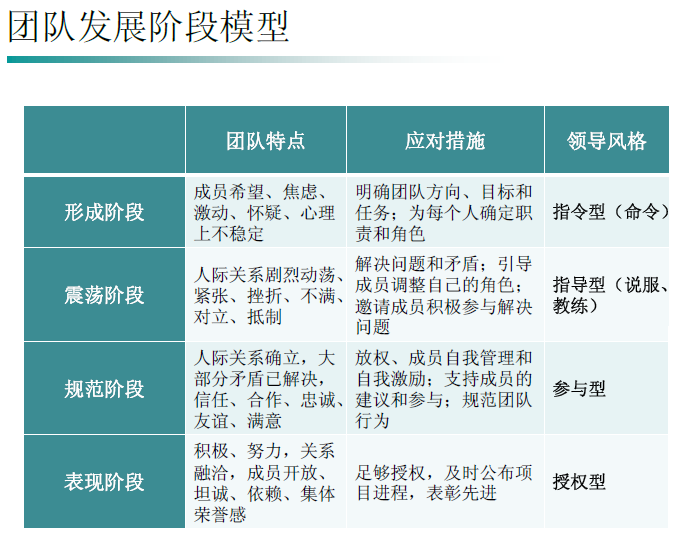 团队发展阶段模型
团队特点
应对措施
领导风格
形成阶段
成员希望、焦虑、
激动、怀疑、心理
上不稳定
明确团队方向、目标和
任务；为每个人确定职
责和角色
指令型（命令）
震荡阶段
人际关系剧烈动荡、
紧张、挫折、不满、
对立、抵制
解决问题和矛盾；引导
成员调整自己的角色；
邀请成员积极参与解决
问题
指导型（说服、
教练）
规范阶段
人际关系确立，大
部分矛盾已解决，
信任、合作、忠诚、
友谊、满意
放权、成员自我管理和
自我激励；支持成员的
建议和参与；规范团队
行为
参与型
表现阶段
积极、努力，关系
融洽，成员开放、
坦诚、依赖、集体
荣誉感
足够授权，及时公布项
目进程，表彰先进
授权型